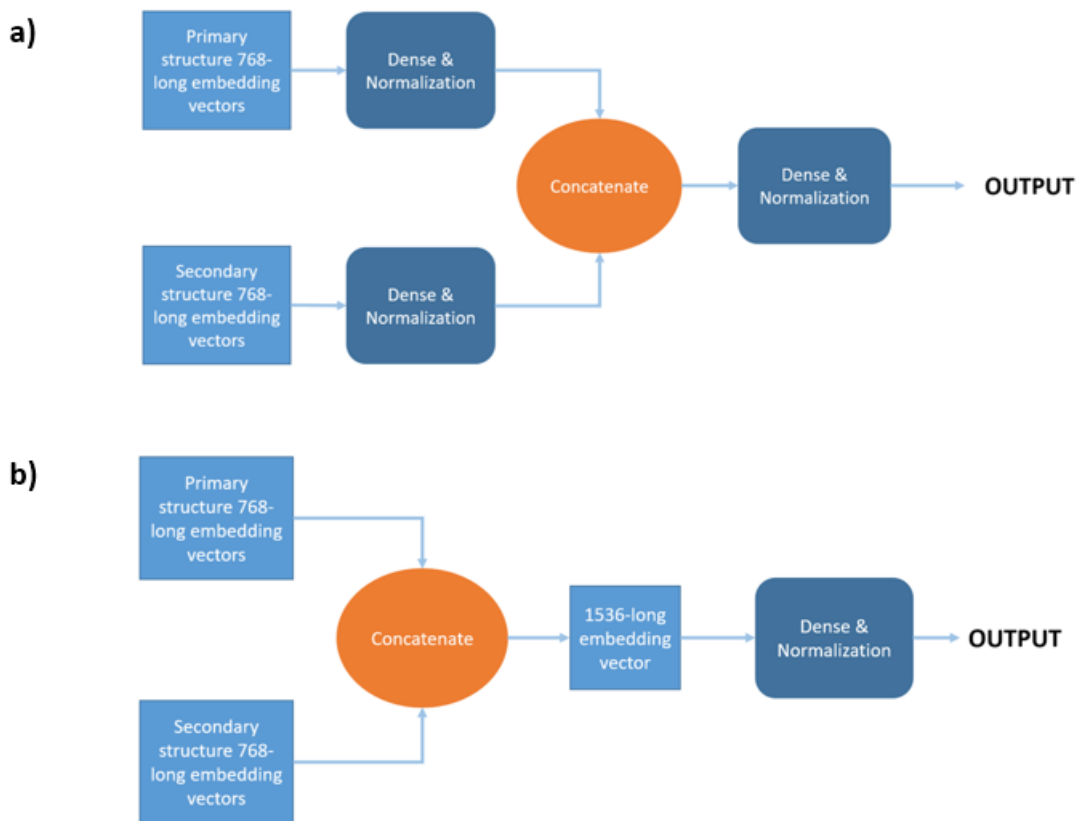 a)
Primary
structure 768-
long embedding
vectors
Dense &
Normalization
Concatenate
Dense &
Normalization
OUTPUT
Secondary
structure 768-
long embedding
vectors
Dense &
Normalization
b)
Primary
structure 768-
long embedding
vectors
Concatenate
1536-long
embedding
vector
Dense &
Normalization
OUTPUT
Secondary
structure 768-
long embedding
vectors